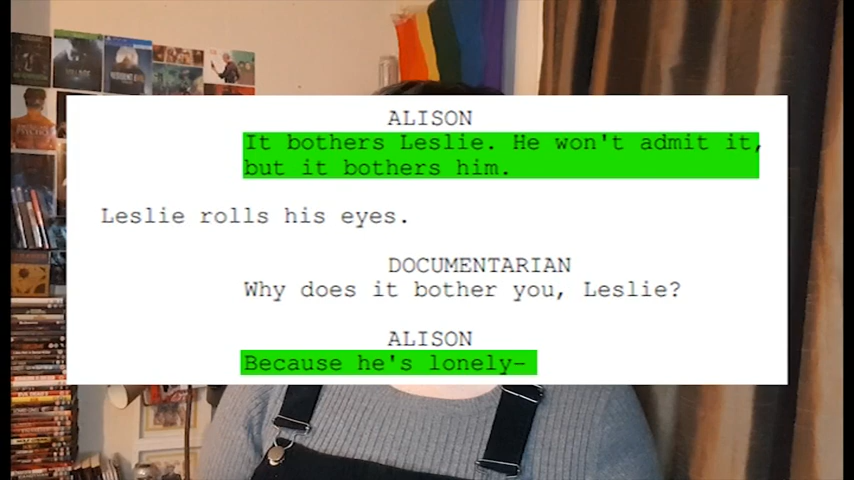 ALISON
It bothers Leslie. He won't admit it,
but it bothers him.
Leslie rolls his eyes.
DOCUMENTARIAN
Why does it bother you, Leslie?
ALISON
Because he's lonely-